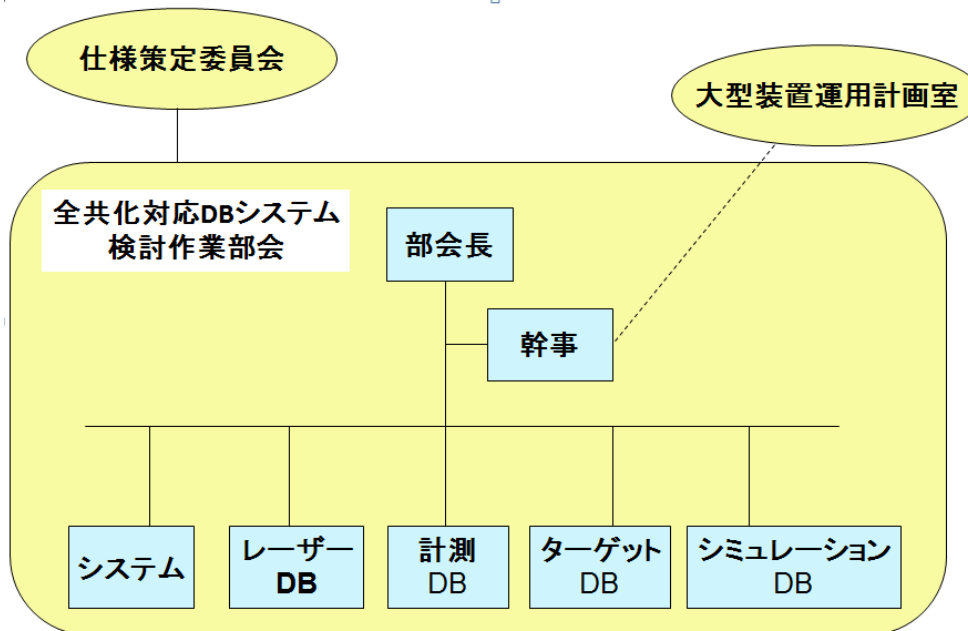 仕様策定委員会
大型装置運用計画室
全共化対応DBシステム
検討作業部会
部会長
幹事
システム
レーザー
DB
計測
DB
ターゲット
DB
シミュレーション
DB